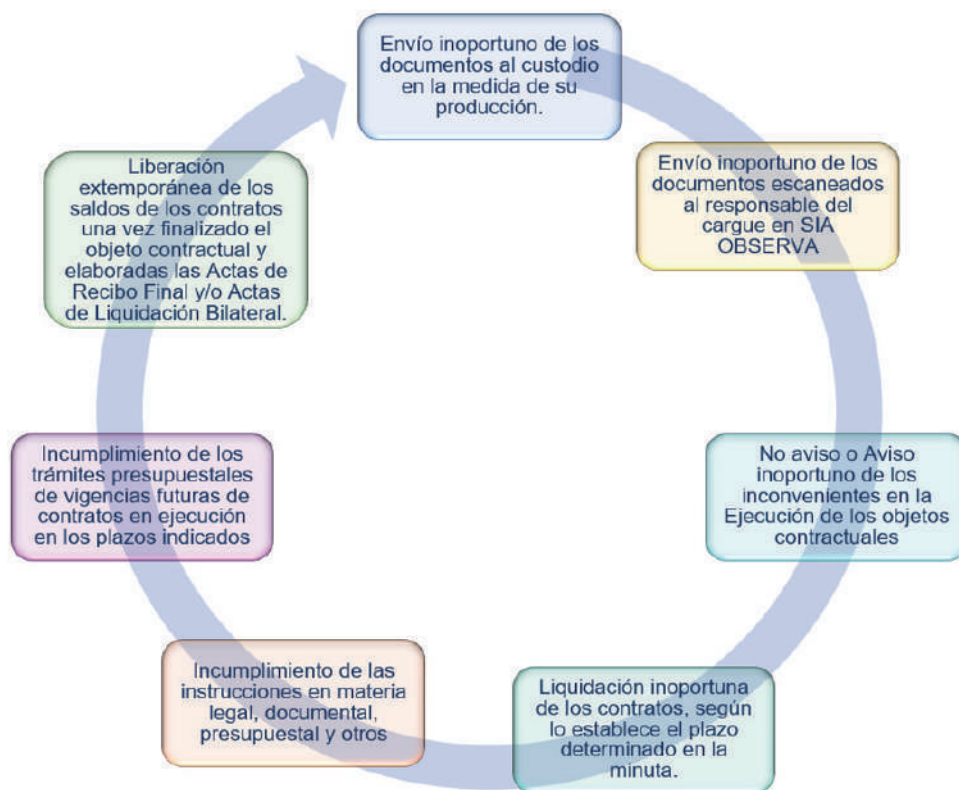 Envío inoportuno de los
documentos al custodio
en la medida de su
producción.
Envío inoportuno de los
documentos escaneados
al responsable del
cargue en SIA
OBSERVA
No aviso o Aviso
inoportuno de los
inconvenientes en la
Ejecución de los objetos
contractuales
Liquidación inoportuna
de los contratos, según
lo establece el plazo
determinado en la
minuta.
Incumplimiento de las
instrucciones en materia
legal, documental,
presupuestal y otros
Incumplimiento de los
trámites presupuestales
de vigencias futuras de
contratos en ejecución
en los plazos indicados
Liberación
extemporánea de los
saldos de los contratos
una vez finalizado el
objeto contractual y
elaboradas las Actas de
Recibo Final y/o Actas
de Liquidación Bilateral.